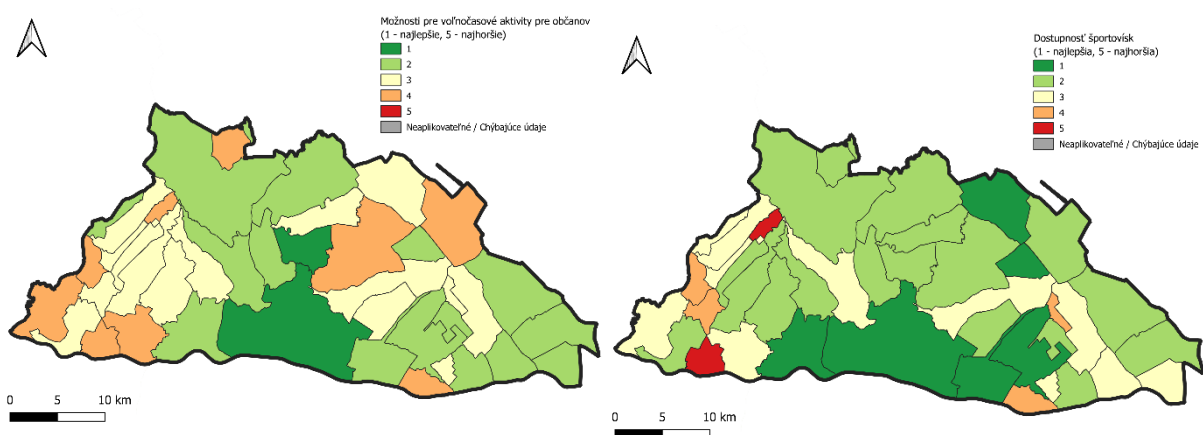 Možnosti pre voľnočasové aktivity pre občanov
(1 - najlepšie, 5 - najhoršie)
1
2
3
4
5
Neaplikovateľné / Chýbajúce údaje
0 5 10 km
Dostupnosť športovísk
(1 - najlepšia, 5 - najhoršia)
1
2
3
4
5
Neaplikovateľné / Chýbajúce údaje
0 5 10 km